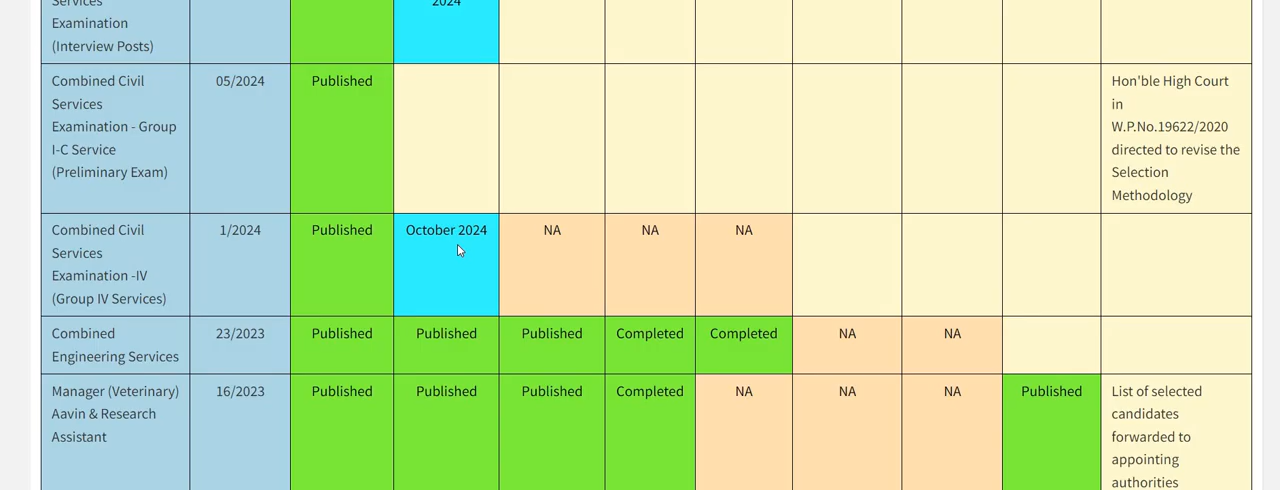 Services
Examination
(Interview Posts)
2024
Combined Civil
Services
Examination - Group
I-C Service
(Preliminary Exam)
05/2024
Published
Hon'ble High Court
in
W.P.No.19622/2020
directed to revise the
Selection
Methodology
Combined Civil
Services
Examination -IV
(Group IV Services)
1/2024
Published
October 2024
NA
NA
NA
Combined
Engineering Services
23/2023
Published
Published
Published
Completed
Completed
NA
NA
Manager (Veterinary)
Aavin & Research
Assistant
16/2023
Published
Published
Published
Completed
NA
NA
NA
Published
List of selected
candidates
forwarded to
appointing
authorities